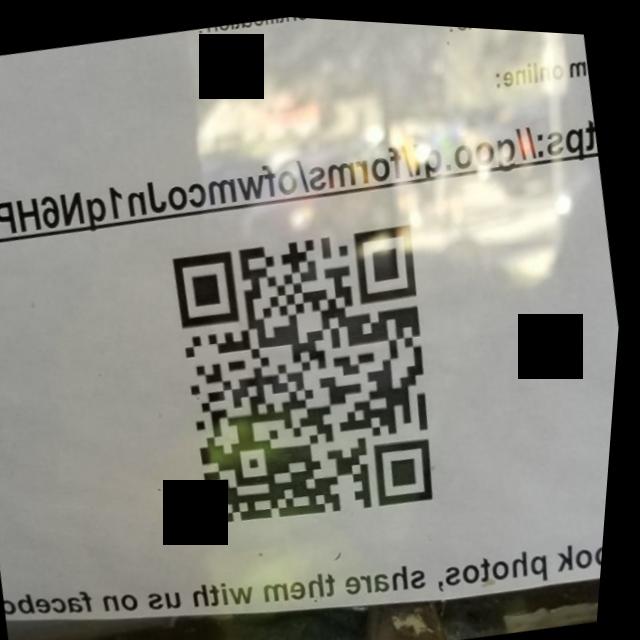 m online:
tps://goo.gl/forms/ofwmcoJn1qN6HP
ook photos, share them with us on facebo